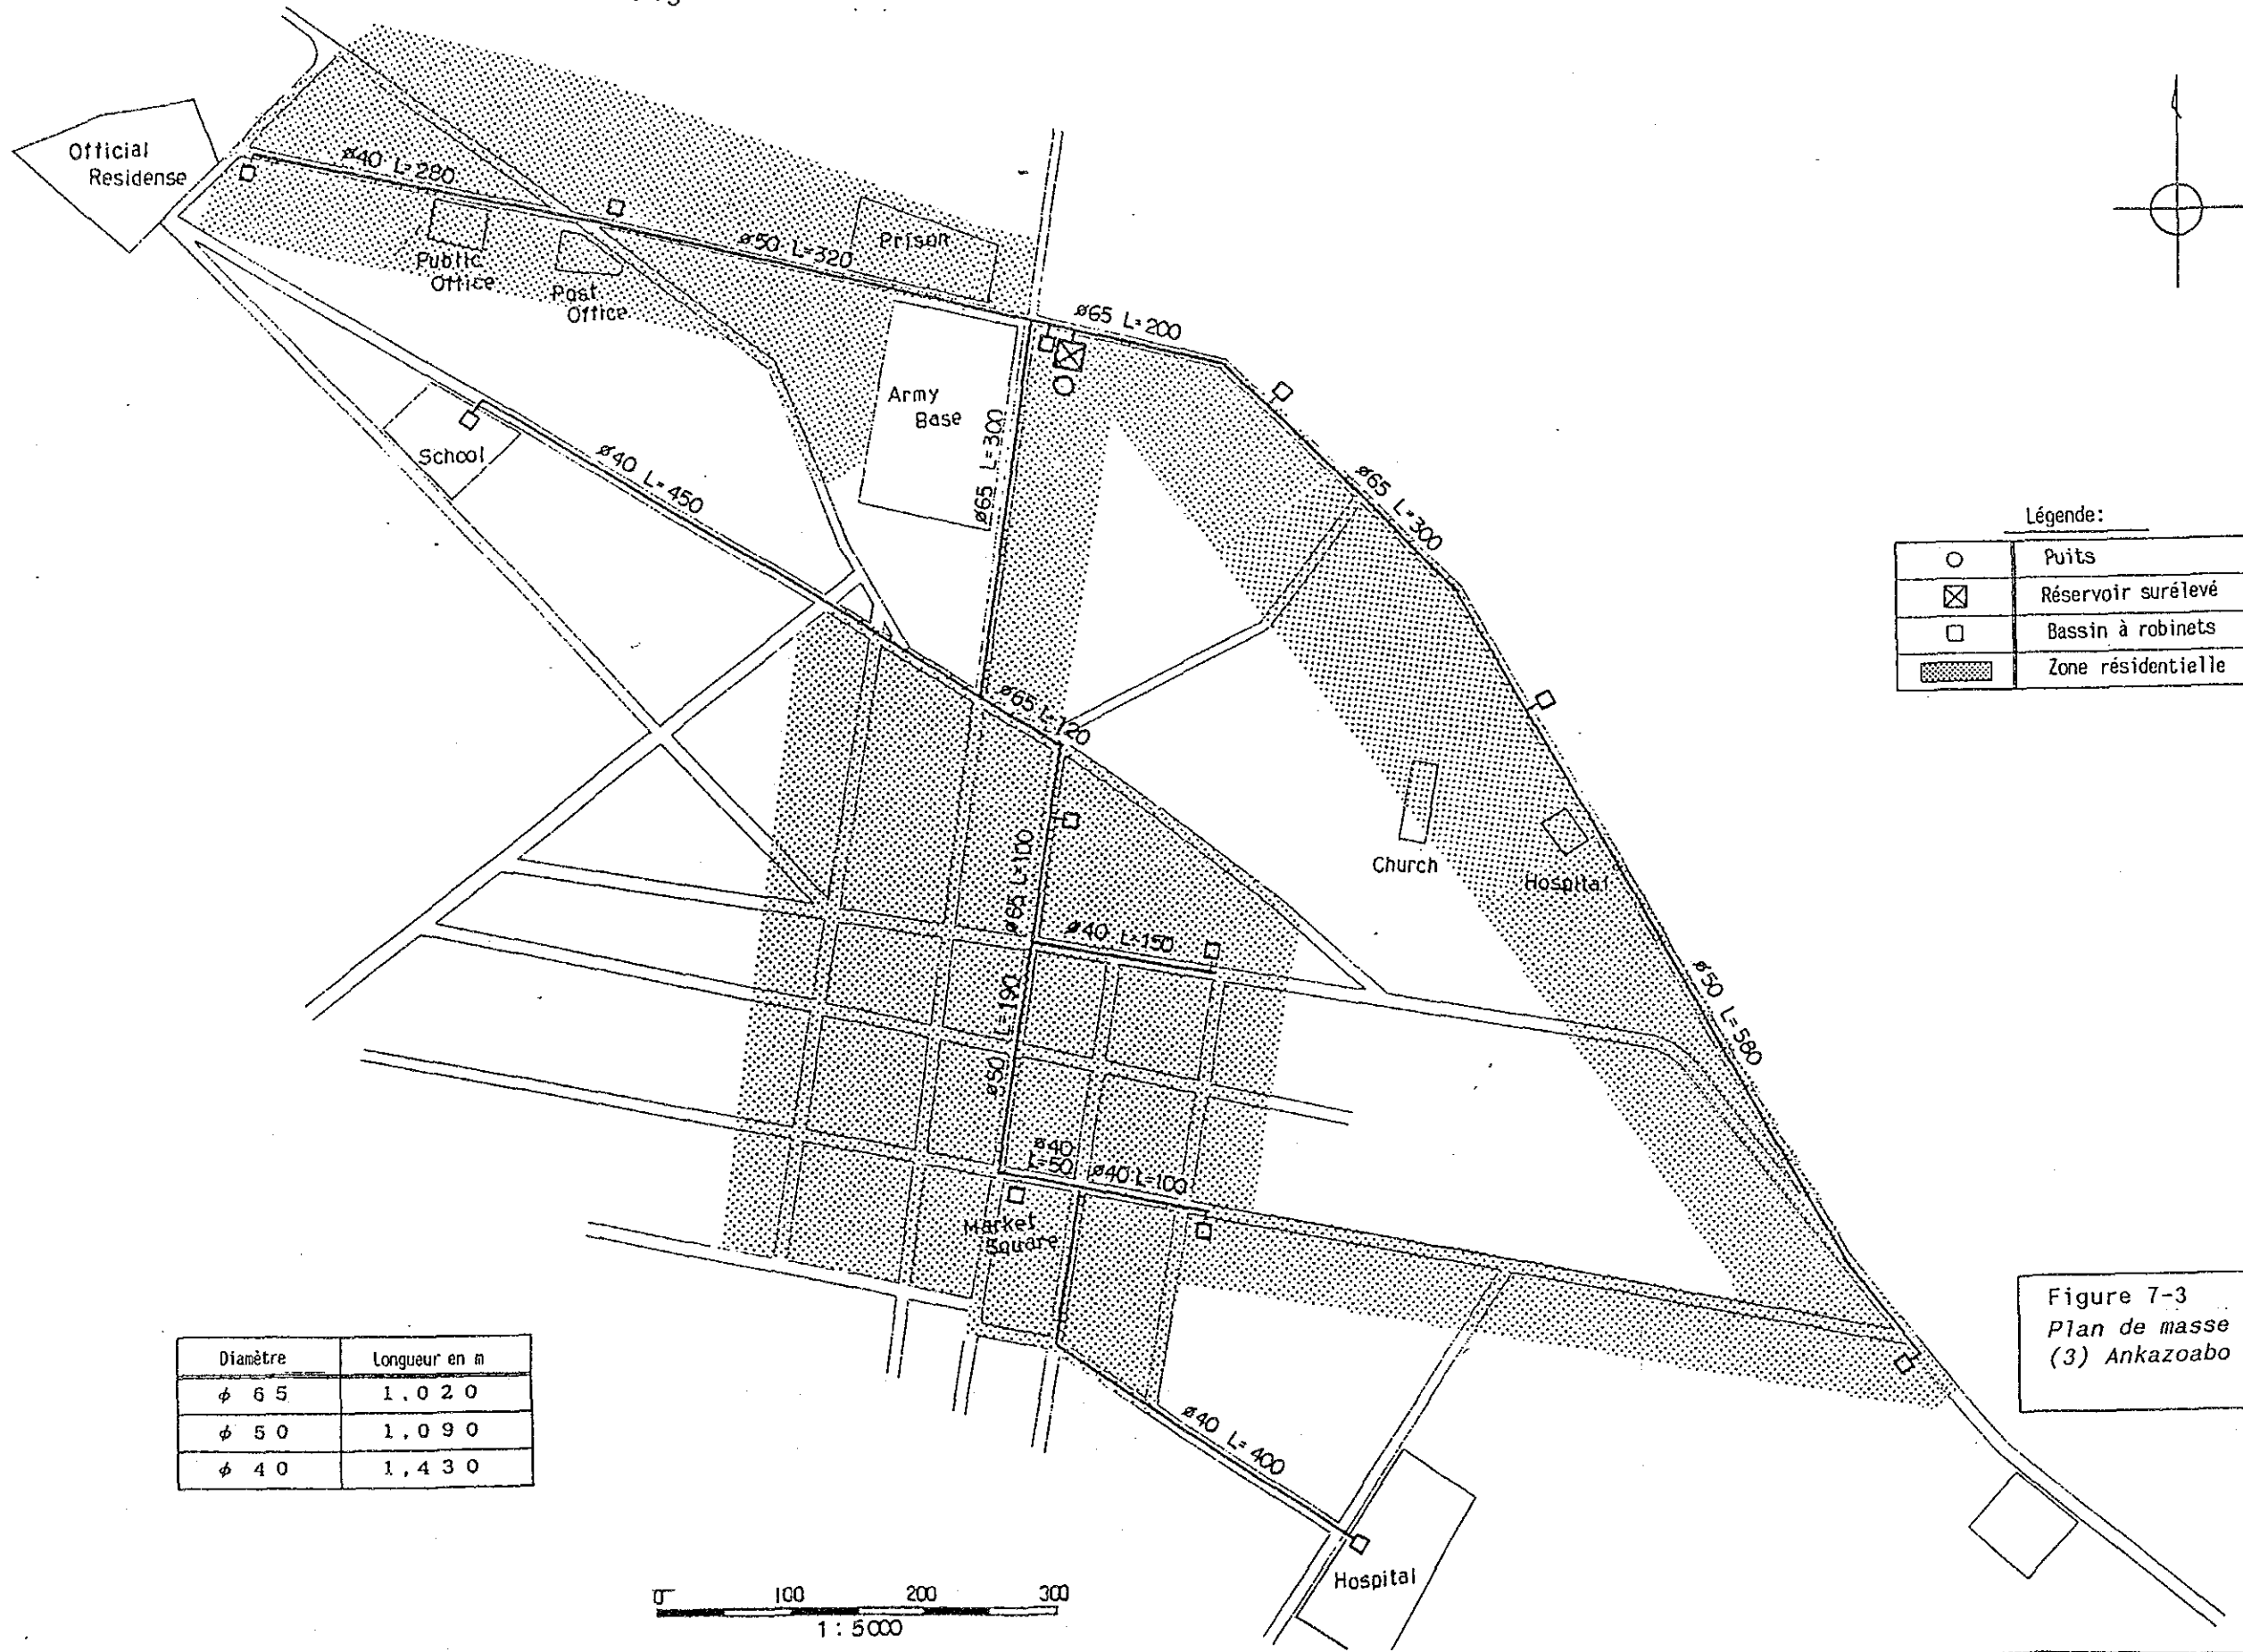 Official
Residense
ø40 L=280
Public
Office
Post
Office
ø50 L=320
Prison
ø65 L=200
Army
Base
ø65 L=300
School
ø40 L=450
ø65 L=300
Légende:
Puits
Réservoir surélevé
Bassin à robinets
Zone résidentielle
ø65 L=120
ø65 L=100
Church
Hospital
ø40 L=150
ø50 L=190
ø50 L=580
ø40
L=50
ø40 L=100
Market
Square
ø40 L=400
Hospital
Diamètre Longueur en m
φ 65 1,020
φ 50 1,090
φ 40 1,430
0 100 200 300
1:5000
Figure 7-3
Plan de masse
(3) Ankazoabo